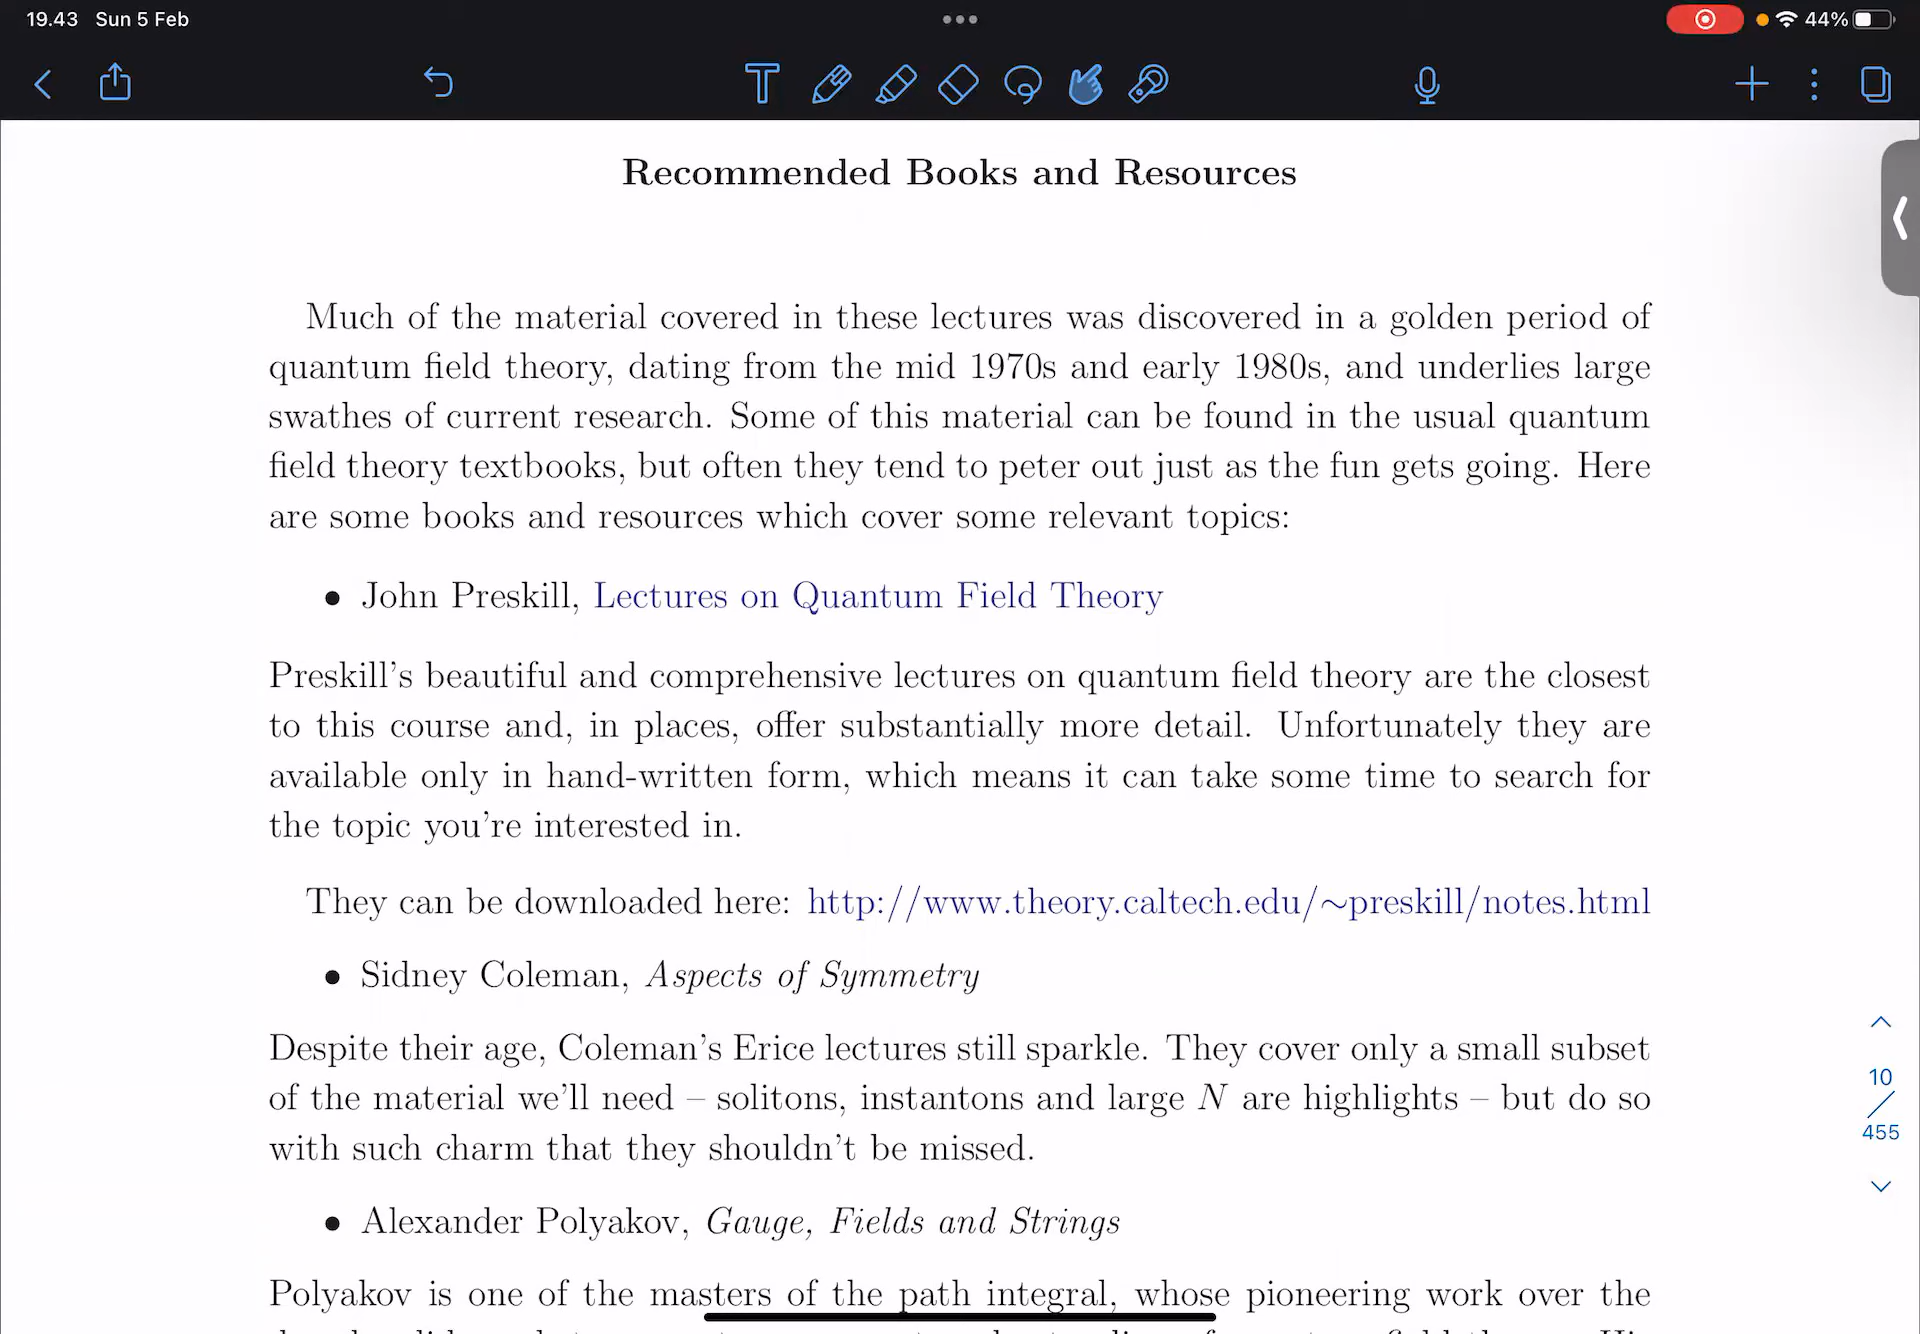 19.43 Sun 5 Feb
44%
Recommended Books and Resources
Much of the material covered in these lectures was discovered in a golden period of
quantum field theory, dating from the mid 1970s and early 1980s, and underlies large
swathes of current research. Some of this material can be found in the usual quantum
field theory textbooks, but often they tend to peter out just as the fun gets going. Here
are some books and resources which cover some relevant topics:
• John Preskill, Lectures on Quantum Field Theory
Preskill's beautiful and comprehensive lectures on quantum field theory are the closest
to this course and, in places, offer substantially more detail. Unfortunately they are
available only in hand-written form, which means it can take some time to search for
the topic you're interested in.
They can be downloaded here: http://www.theory.caltech.edu/~preskill/notes.html
• Sidney Coleman, Aspects of Symmetry
Despite their age, Coleman's Erice lectures still sparkle. They cover only a small subset
of the material we'll need – solitons, instantons and large N are highlights – but do so
with such charm that they shouldn't be missed.
• Alexander Polyakov, Gauge, Fields and Strings
Polyakov is one of the masters of the path integral, whose pioneering work over the
10
/
455